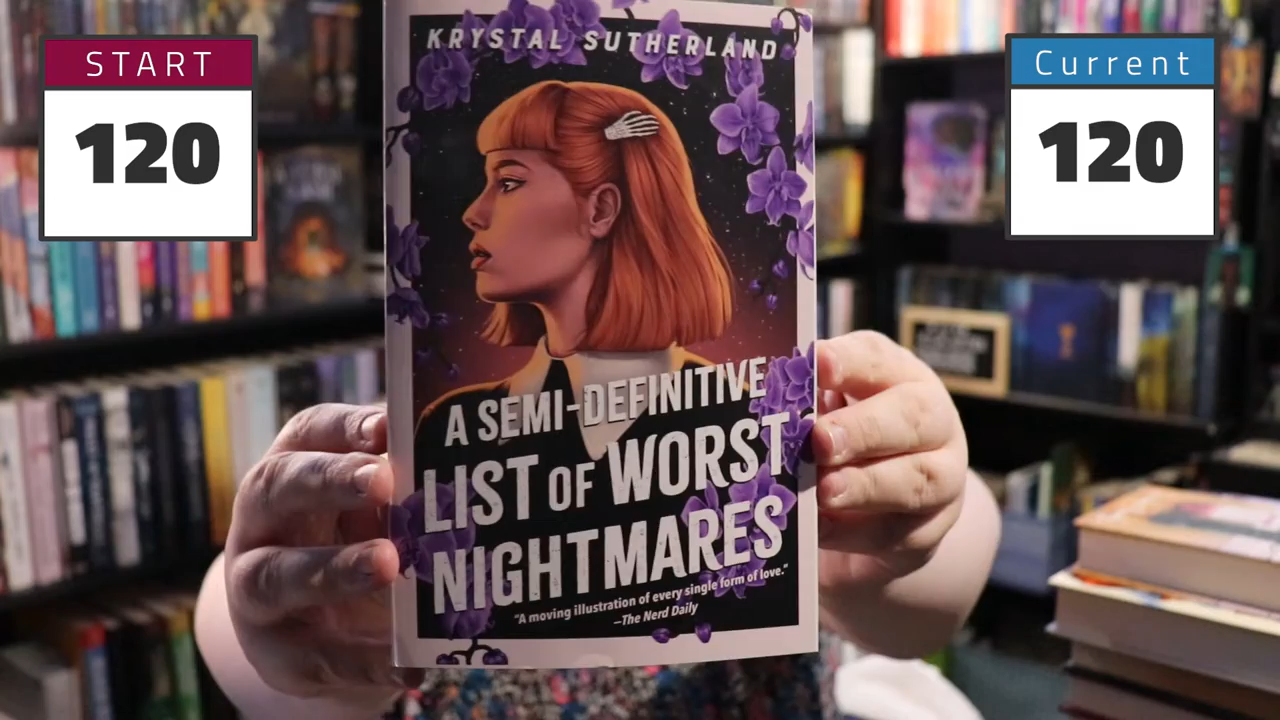 START
120
Current
120
KRYSTAL SUTHERLAND
A SEMI-DEFINITIVE
LIST OF WORST
NIGHTMARES
"A moving illustration of every single form of love."
—The Nerd Daily